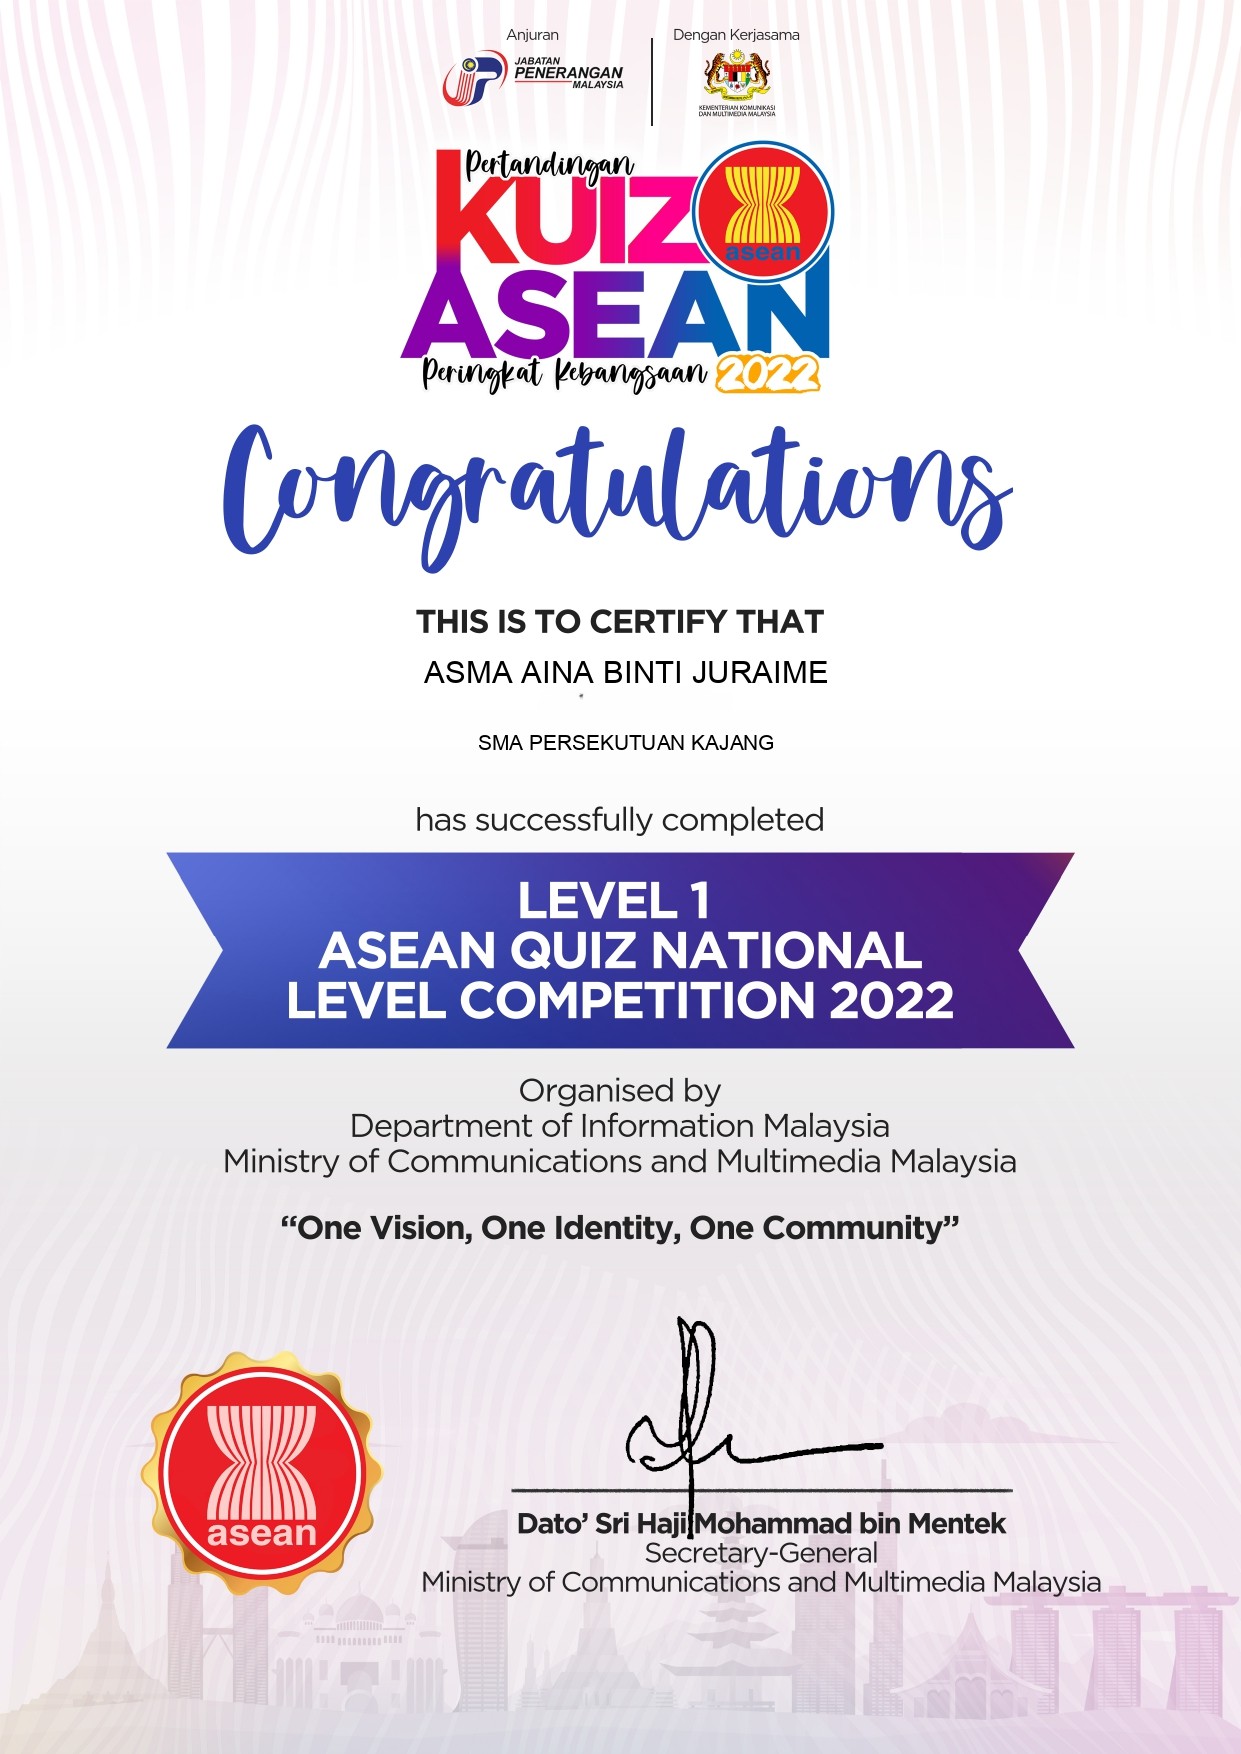 Anjuran
JABATAN
PENERANGAN
MALAYSIA
Dengan Kerjasama
KEMENTERIAN KOMUNIKASI
DAN MULTIMEDIA MALAYSIA
Pertandingan
KUIZ
asean
ASEAN
Peringkat Kebangsaan 2022
Congratulations
THIS IS TO CERTIFY THAT
ASMA AINA BINTI JURAIME
SMA PERSEKUTUAN KAJANG
has successfully completed
LEVEL 1
ASEAN QUIZ NATIONAL
LEVEL COMPETITION 2022
Organised by
Department of Information Malaysia
Ministry of Communications and Multimedia Malaysia
“One Vision, One Identity, One Community”
asean
Dato’ Sri Haji Mohammad bin Mentek
Secretary-General
Ministry of Communications and Multimedia Malaysia